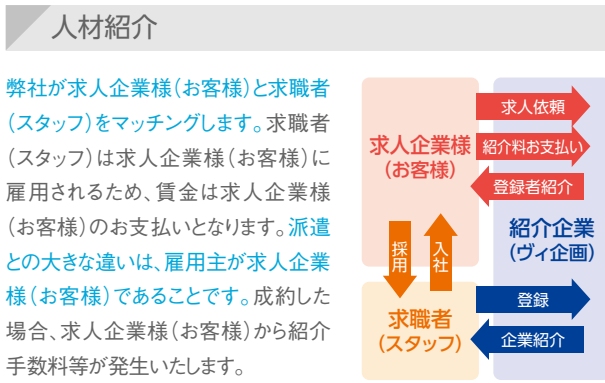 人材紹介
弊社が求人企業様（お客様）と求職者
（スタッフ）をマッチングします。求職者
（スタッフ）は求人企業様（お客様）に
雇用されるため、賃金は求人企業様
（お客様）のお支払いとなります。派遣
との大きな違いは、雇用主が求人企業
様（お客様）であることです。成約した
場合、求人企業様（お客様）から紹介
手数料等が発生いたします。
求人企業様
（お客様）
求人依頼
紹介料お支払い
登録者紹介
紹介企業
（ヴィ企画）
採用
入社
求職者
（スタッフ）
登録
企業紹介